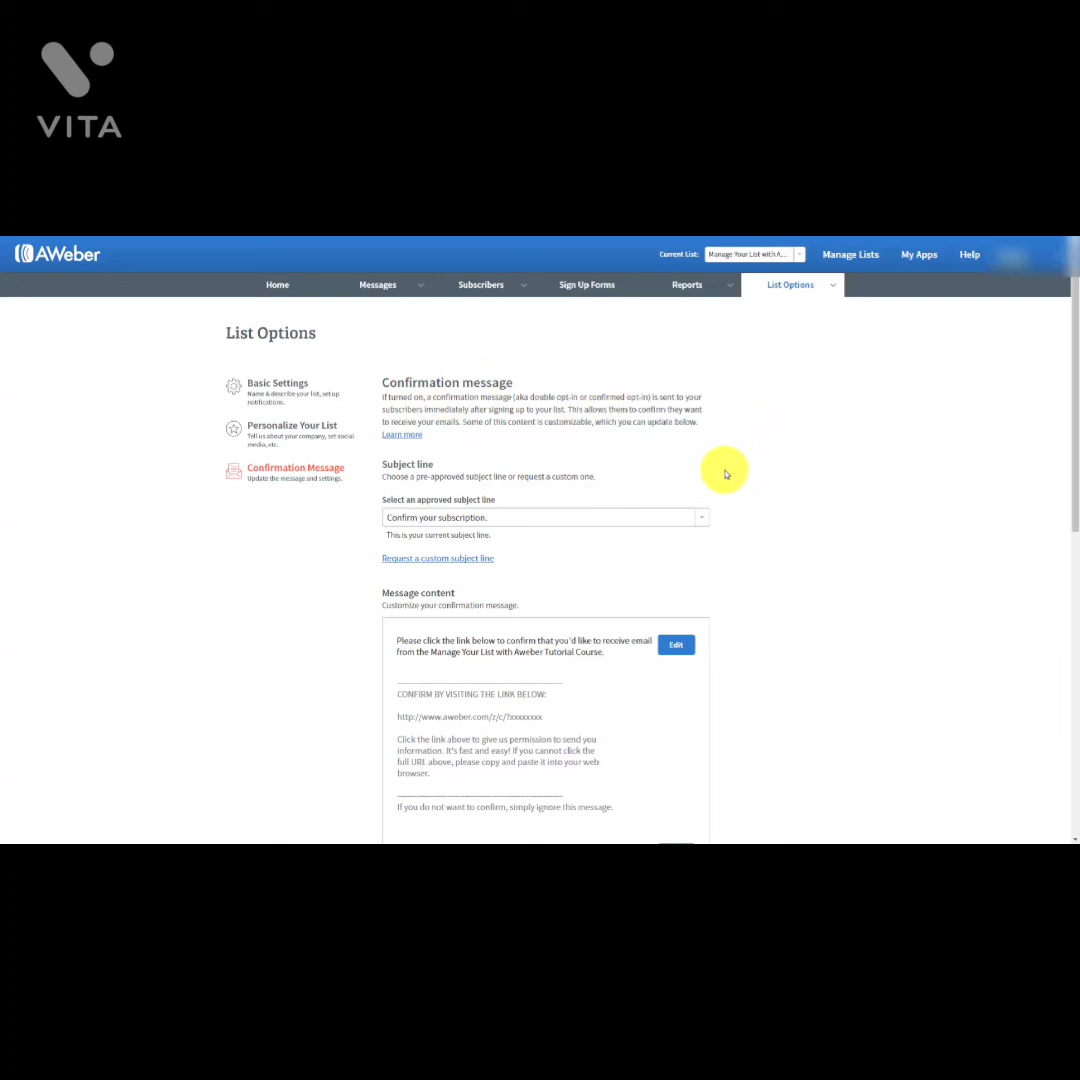 VITA
AWeber
Current List: Manage Your List with A... Manage Lists My Apps Help
Home Messages Subscribers Sign Up Forms Reports List Options
List Options
Basic Settings
Name & describe your list, set up
notifications.
Personalize Your List
Tell us about your company, set social
media, etc.
Confirmation Message
Update the message and settings.
Confirmation message
If turned on, a confirmation message (aka double opt-in or confirmed opt-in) is sent to your
subscribers immediately after signing up to your list. This allows them to confirm they want
to receive your emails. Some of this content is customizable, which you can update below.
Learn more
Subject line
Choose a pre-approved subject line or request a custom one.
Select an approved subject line
Confirm your subscription.
This is your current subject line.
Request a custom subject line
Message content
Customize your confirmation message.
Please click the link below to confirm that you'd like to receive email
from the Manage Your List with Aweber Tutorial Course.
Edit
CONFIRM BY VISITING THE LINK BELOW:
http://www.aweber.com/z/c/?xxxxxxxx
Click the link above to give us permission to send you
information. It's fast and easy! If you cannot click the
full URL above, please copy and paste it into your web
browser.
If you do not want to confirm, simply ignore this message.